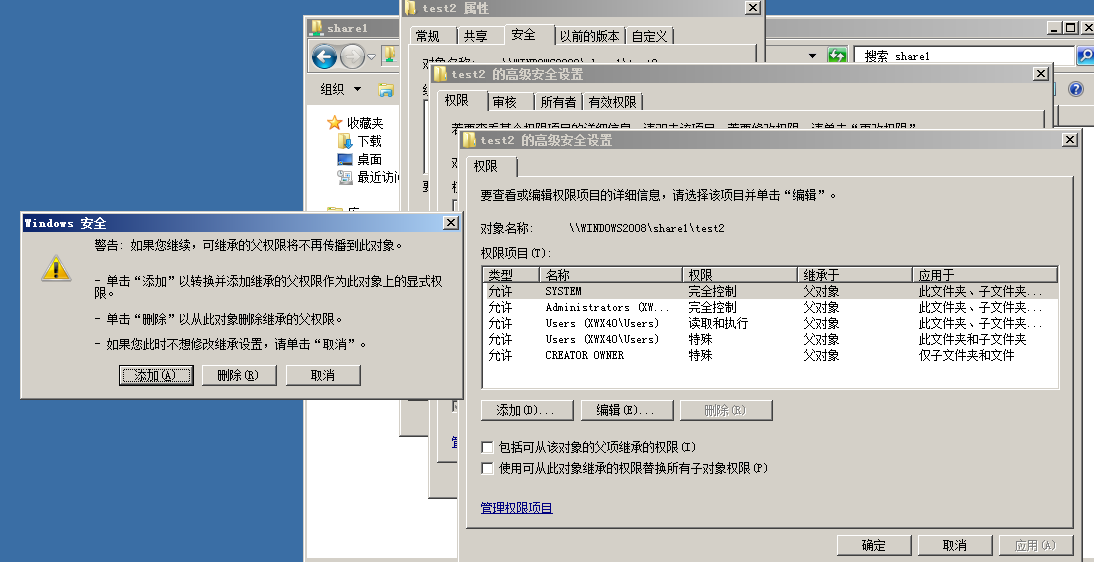 test2 属性
share1
常规
共享
安全
以前的版本
自定义
搜索 share1
test2 的高级安全设置
组织
权限
审核
所有者
有效权限
收藏夹
下载
桌面
最近访
test2 的高级安全设置
权限
要查看或编辑权限项目的详细信息，请选择该项目并单击“编辑”。
对象名称: \\WINDOWS2008\share1\test2
权限项目(T):
类型 名称 权限 继承于 应用于
允许 SYSTEM 完全控制 父对象 此文件夹、子文件夹...
允许 Administrators (XW... 完全控制 父对象 此文件夹、子文件夹...
允许 Users (XWX40\Users) 读取和执行 父对象 此文件夹、子文件夹...
允许 Users (XWX40\Users) 特殊 父对象 此文件夹和子文件夹
允许 CREATOR OWNER 特殊 父对象 仅子文件夹和文件
添加(D)...
编辑(E)...
删除(R)
包括可从该对象的父项继承的权限(I)
使用可从此对象继承的权限替换所有子对象权限(P)
管理权限项目
确定
取消
应用(A)
Windows 安全
警告: 如果您继续，可继承的父权限将不再传播到此对象。
- 单击“添加”以转换并添加继承的父权限作为此对象上的显式权
限。
- 单击“删除”以从此对象删除继承的父权限。
- 如果您此时不想修改继承设置，请单击“取消”。
添加(A)
删除(R)
取消